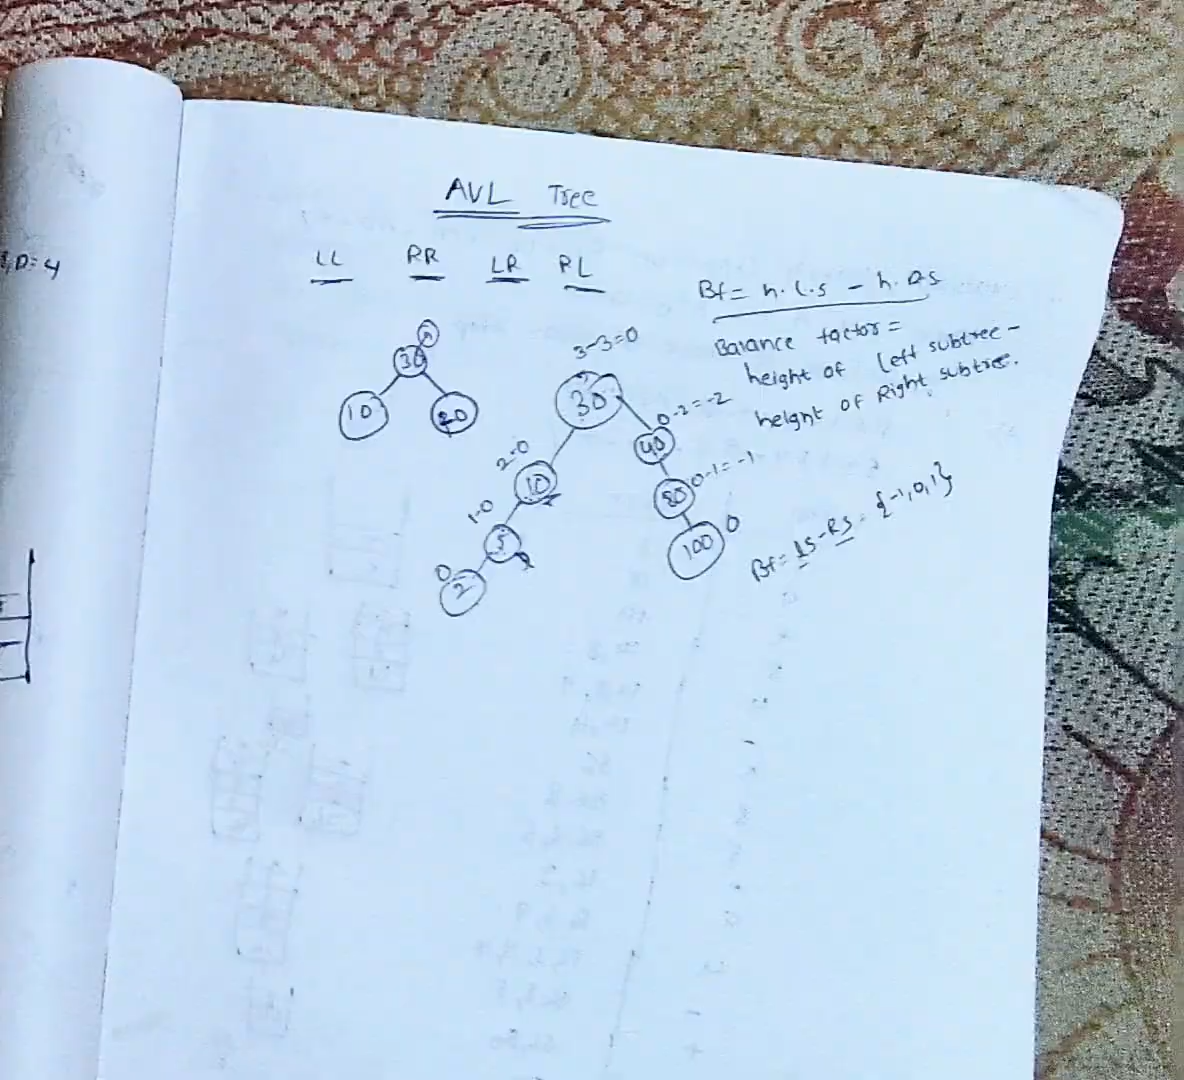 AVL Tree
LL RR LR RL
Bf = h.L.S - h.R.S
Balance factor =
height of Left subtree -
height of Right subtree.
0
30
10
3-3=0
30
0-2=-2
40
2-0
10
0-1=-1
80
1-0
5
0
100
0
2
Bf = LS-RS = {-1,0,1}
D=4